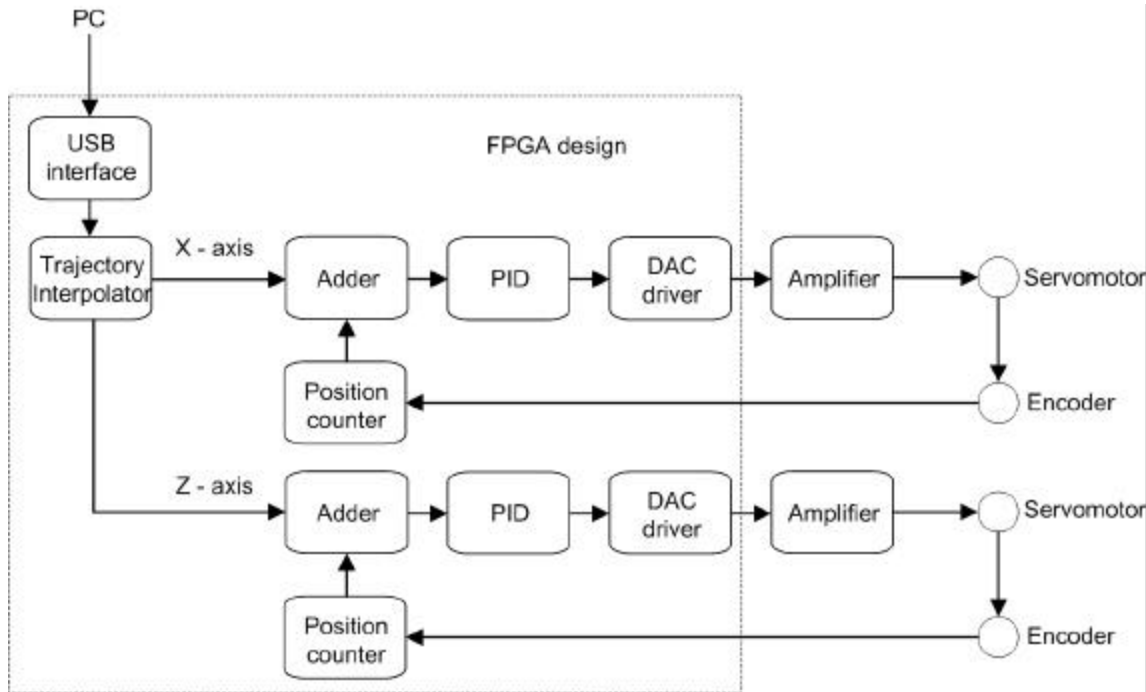 PC
USB
interface
FPGA design
Trajectory
Interpolator
X - axis
Adder
PID
DAC
driver
Amplifier
Servomotor
Position
counter
Encoder
Z - axis
Adder
PID
DAC
driver
Amplifier
Servomotor
Position
counter
Encoder